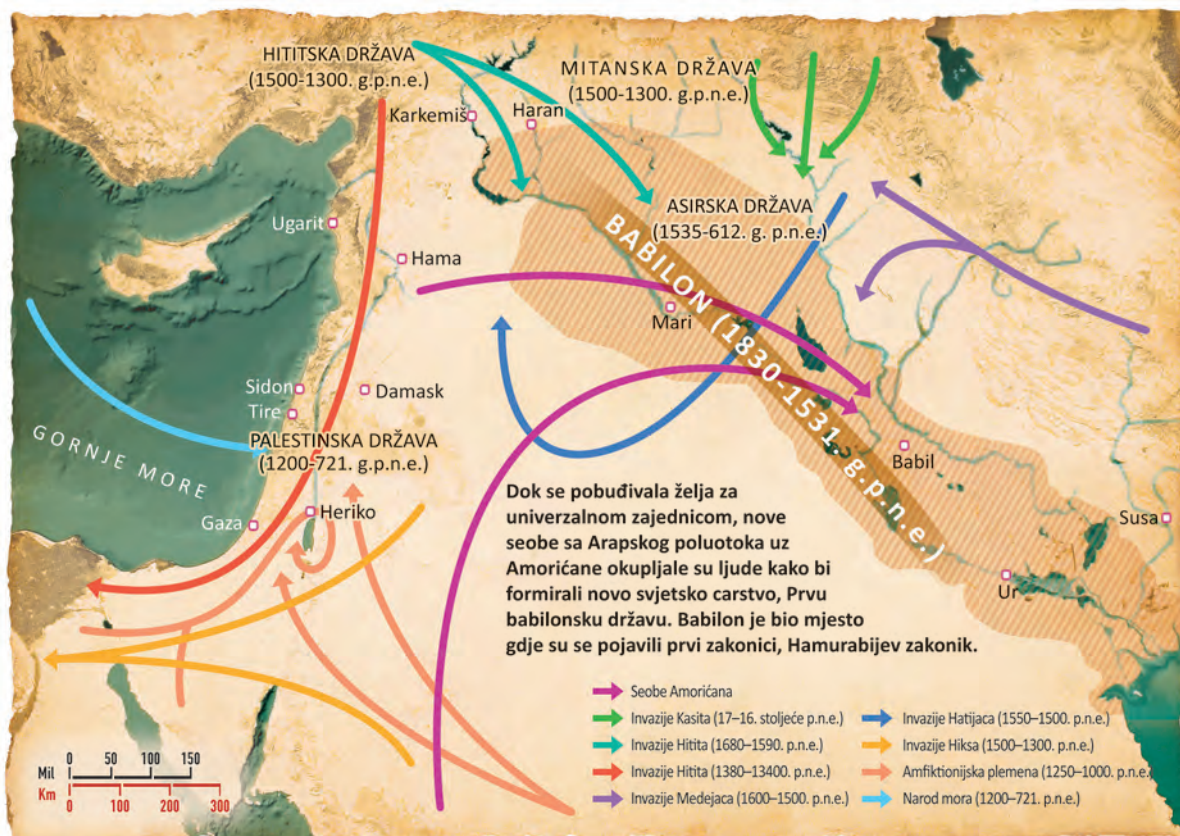 HITITSKA DRŽAVA
(1500-1300. g.p.n.e.)
MITANSKA DRŽAVA
(1500-1300. g.p.n.e.)
Karkemiš
Haran
ASIRSKA DRŽAVA
(1535-612. g. p.n.e.)
Ugarit
Hama
BABILON (1830-1531. g.p.n.e.)
Mari
Sidon
Damask
Tire
GORNJE MORE
PALESTINSKA DRŽAVA
(1200-721. g.p.n.e.)
Babil
Gaza
Heriko
Susa
Ur
Dok se pobuđivala želja za
univerzalnom zajednicom, nove
seobe sa Arapskog poluotoka uz
Amorićane okupljale su ljude kako bi
formirali novo svjetsko carstvo, Prvu
babilonsku državu. Babilon je bio mjesto
gdje su se pojavili prvi zakonici, Hamurabijev zakonik.
Seobe Amorićana
Invazije Kasita (17–16. stoljeće p.n.e.)
Invazije Hitita (1680–1590. p.n.e.)
Invazije Hitita (1380–13400. p.n.e.)
Invazije Medejaca (1600–1500. p.n.e.)
Invazije Hatijaca (1550–1500. p.n.e.)
Invazije Hiksa (1500–1300. p.n.e.)
Amfiktionijska plemena (1250–1000. p.n.e.)
Narod mora (1200–721. p.n.e.)
Mil 0 50 100 150
Km 0 100 200 300